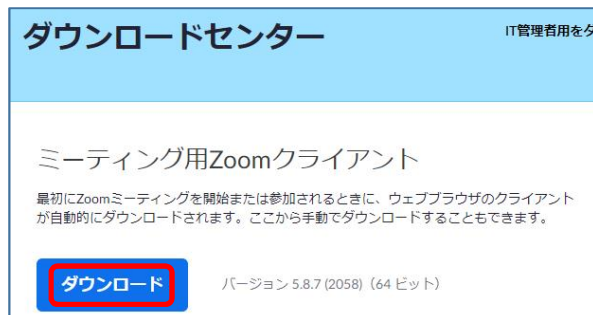 ダウンロードセンター
IT管理者用をダ
ミーティング用Zoomクライアント
最初にZoomミーティングを開始または参加されるときに、ウェブブラウザのクライアント
が自動的にダウンロードされます。ここから手動でダウンロードすることもできます。
ダウンロード バージョン 5.8.7 (2058)（64 ビット）